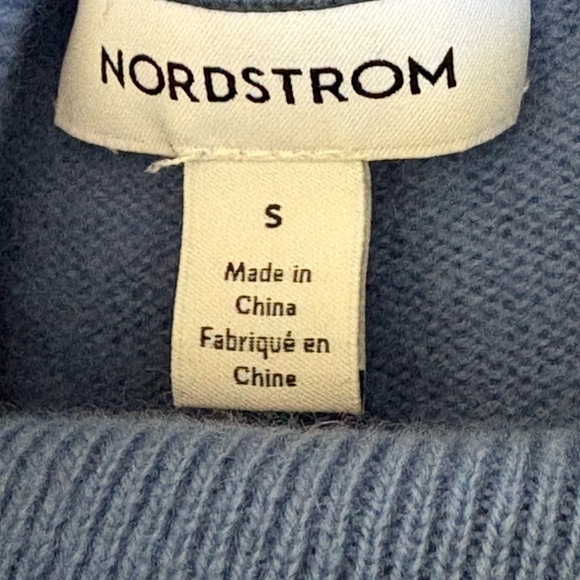 NORDSTROM
S
Made in
China
Fabriqué en
Chine